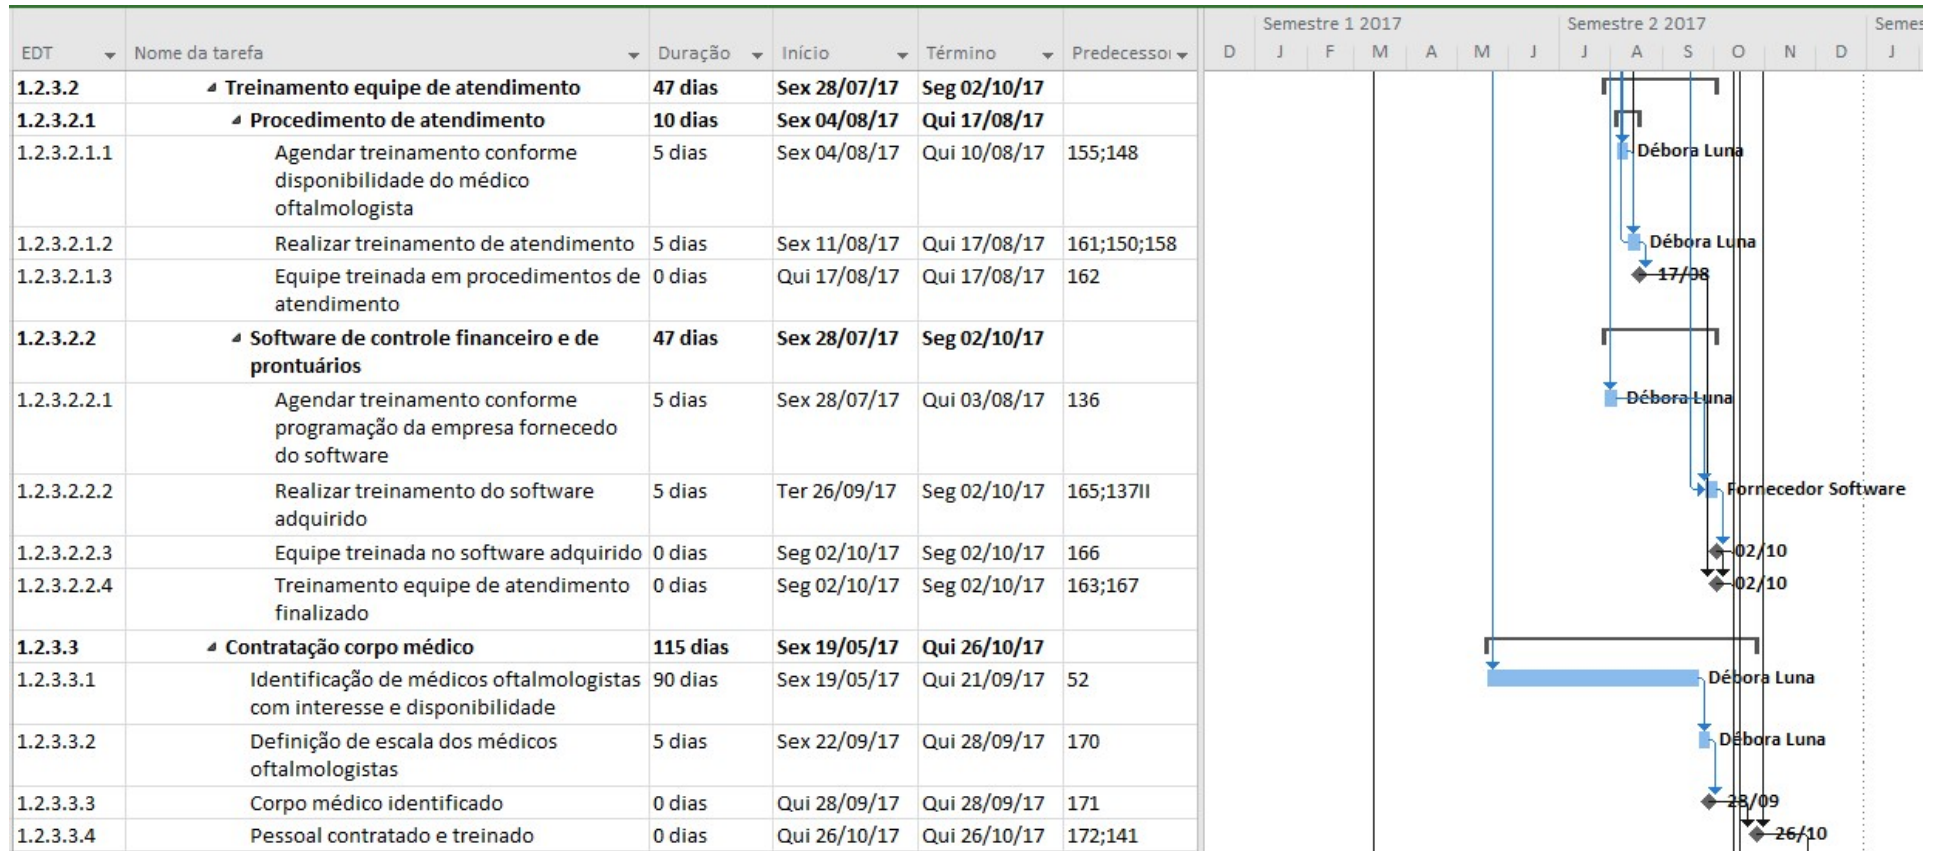 Semestre 1 2017 Semestre 2 2017 Semes
EDT Nome da tarefa Duração Início Término Predecessor D J F M A M J J A S O N D J
1.2.3.2 Treinamento equipe de atendimento 47 dias Sex 28/07/17 Seg 02/10/17
1.2.3.2.1 Procedimento de atendimento 10 dias Sex 04/08/17 Qui 17/08/17
1.2.3.2.1.1 Agendar treinamento conforme 5 dias Sex 04/08/17 Qui 10/08/17 155;148 Débora Luna
disponibilidade do médico
oftalmologista
1.2.3.2.1.2 Realizar treinamento de atendimento 5 dias Sex 11/08/17 Qui 17/08/17 161;150;158 Débora Luna
1.2.3.2.1.3 Equipe treinada em procedimentos de 0 dias Qui 17/08/17 Qui 17/08/17 162 17/08
atendimento
1.2.3.2.2 Software de controle financeiro e de 47 dias Sex 28/07/17 Seg 02/10/17
prontuários
1.2.3.2.2.1 Agendar treinamento conforme 5 dias Sex 28/07/17 Qui 03/08/17 136 Débora Luna
programação da empresa fornecedo
do software
1.2.3.2.2.2 Realizar treinamento do software 5 dias Ter 26/09/17 Seg 02/10/17 165;137II Fornecedor Software
adquirido
1.2.3.2.2.3 Equipe treinada no software adquirido 0 dias Seg 02/10/17 Seg 02/10/17 166 02/10
1.2.3.2.2.4 Treinamento equipe de atendimento 0 dias Seg 02/10/17 Seg 02/10/17 163;167 02/10
finalizado
1.2.3.3 Contratação corpo médico 115 dias Sex 19/05/17 Qui 26/10/17
1.2.3.3.1 Identificação de médicos oftalmologistas 90 dias Sex 19/05/17 Qui 21/09/17 52 Débora Luna
com interesse e disponibilidade
1.2.3.3.2 Definição de escala dos médicos 5 dias Sex 22/09/17 Qui 28/09/17 170 Débora Luna
oftalmologistas
1.2.3.3.3 Corpo médico identificado 0 dias Qui 28/09/17 Qui 28/09/17 171 28/09
1.2.3.3.4 Pessoal contratado e treinado 0 dias Qui 26/10/17 Qui 26/10/17 172;141 26/10